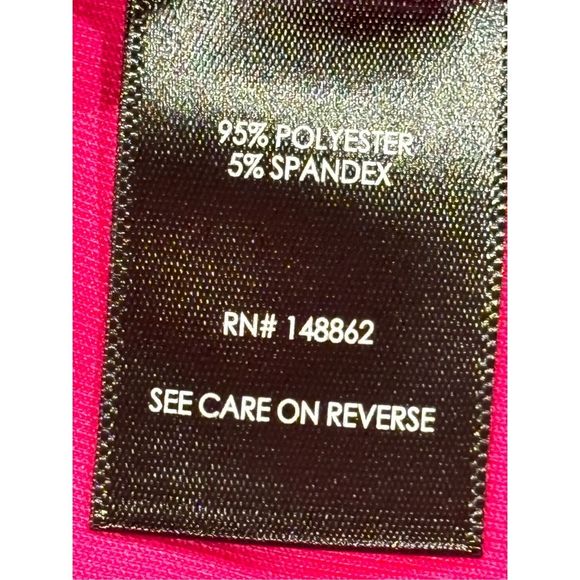 95% POLYESTER
5% SPANDEX
RN# 148862
SEE CARE ON REVERSE